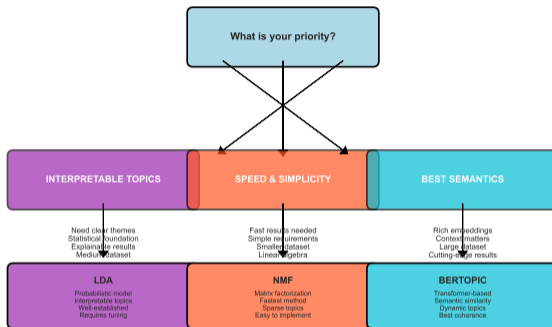 What is your priority?
INTERPRETABLE TOPICS
SPEED & SIMPLICITY
BEST SEMANTICS
Need clear themes
Statistical foundation
Explainable results
Medium dataset
Fast results needed
Simple requirements
Smaller dataset
Linear algebra
Rich embeddings
Context matters
Large dataset
Cutting-edge results
LDA
Probabilistic model
Interpretable topics
Well-established
Requires tuning
NMF
Matrix factorization
Fastest method
Sparse topics
Easy to implement
BERTOPIC
Transformer-based
Semantic similarity
Dynamic topics
Best coherence